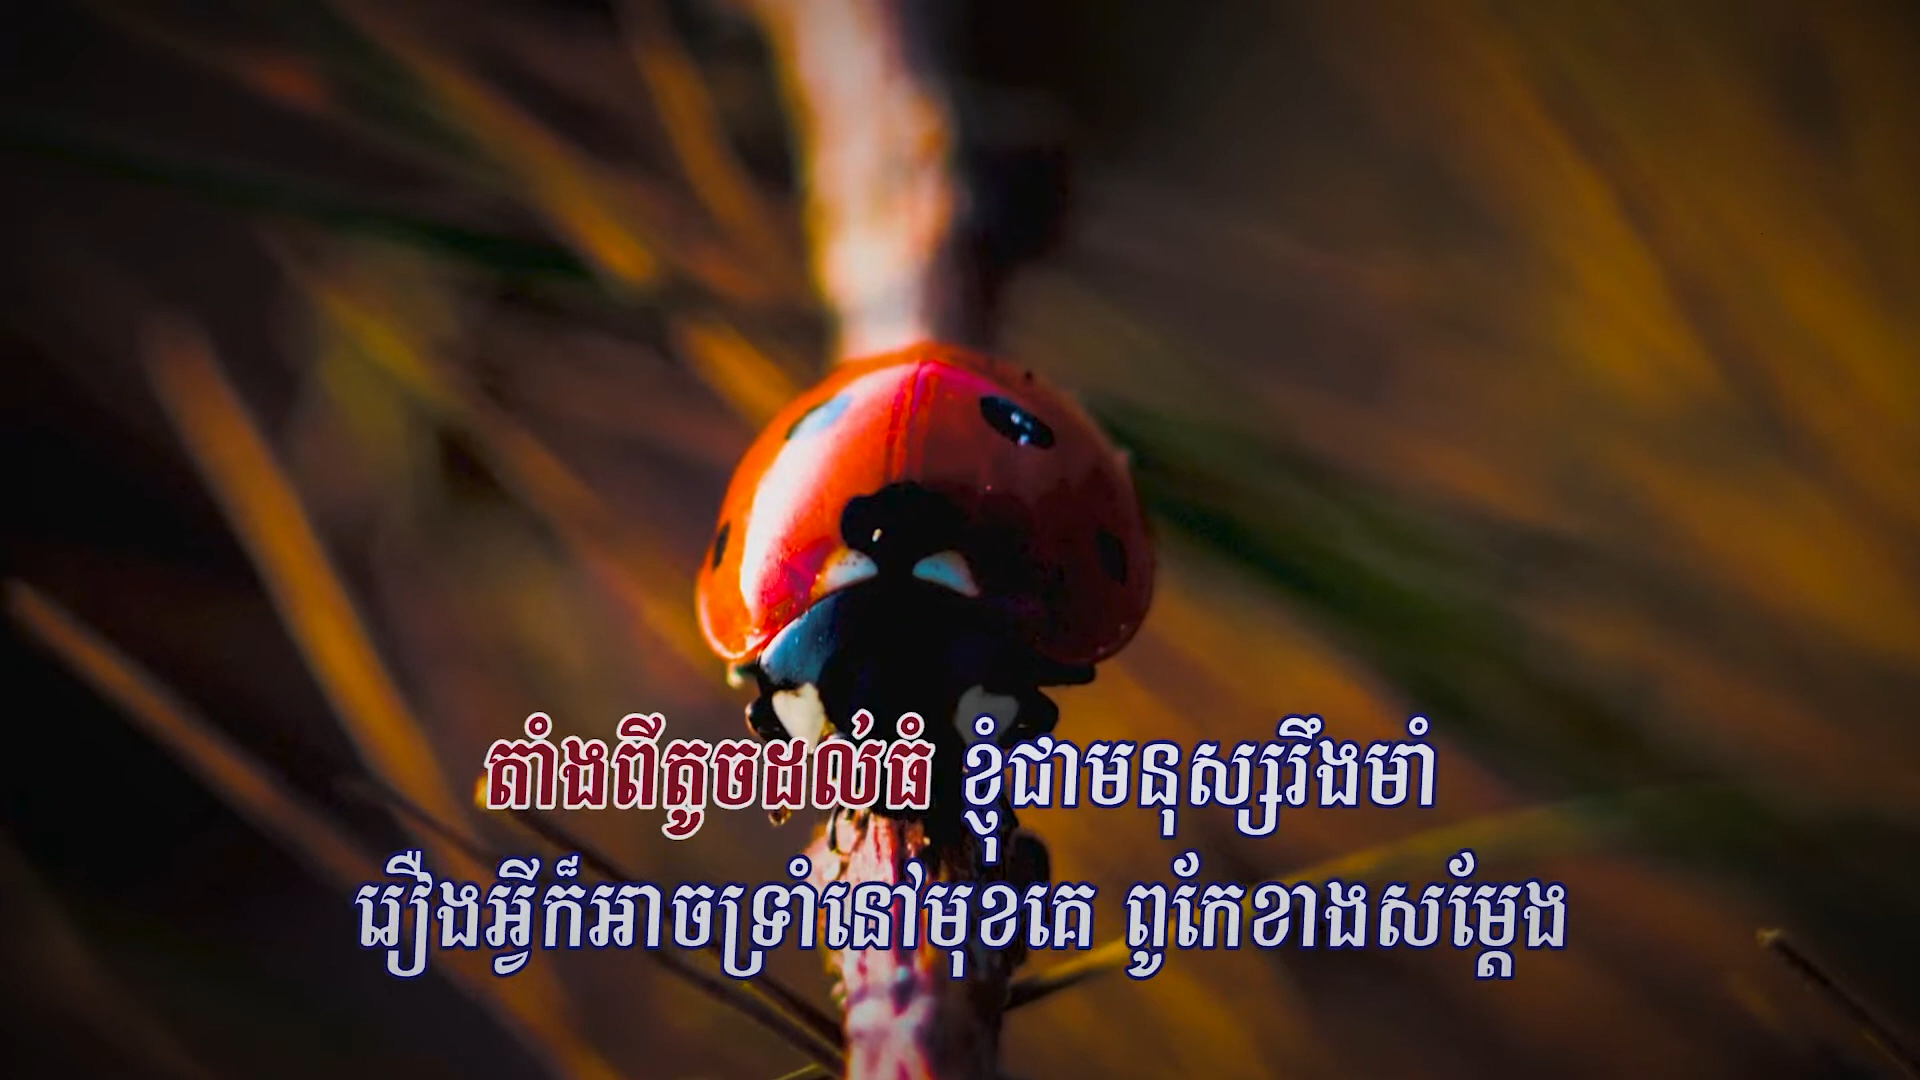 តាំងពីតូចដល់ធំ ខ្ញុំជាមនុស្សរឹងមាំ
រឿងអ្វីក៏អាចទ្រាំនៅមុខគេ ពូកែខាងសម្ដែង